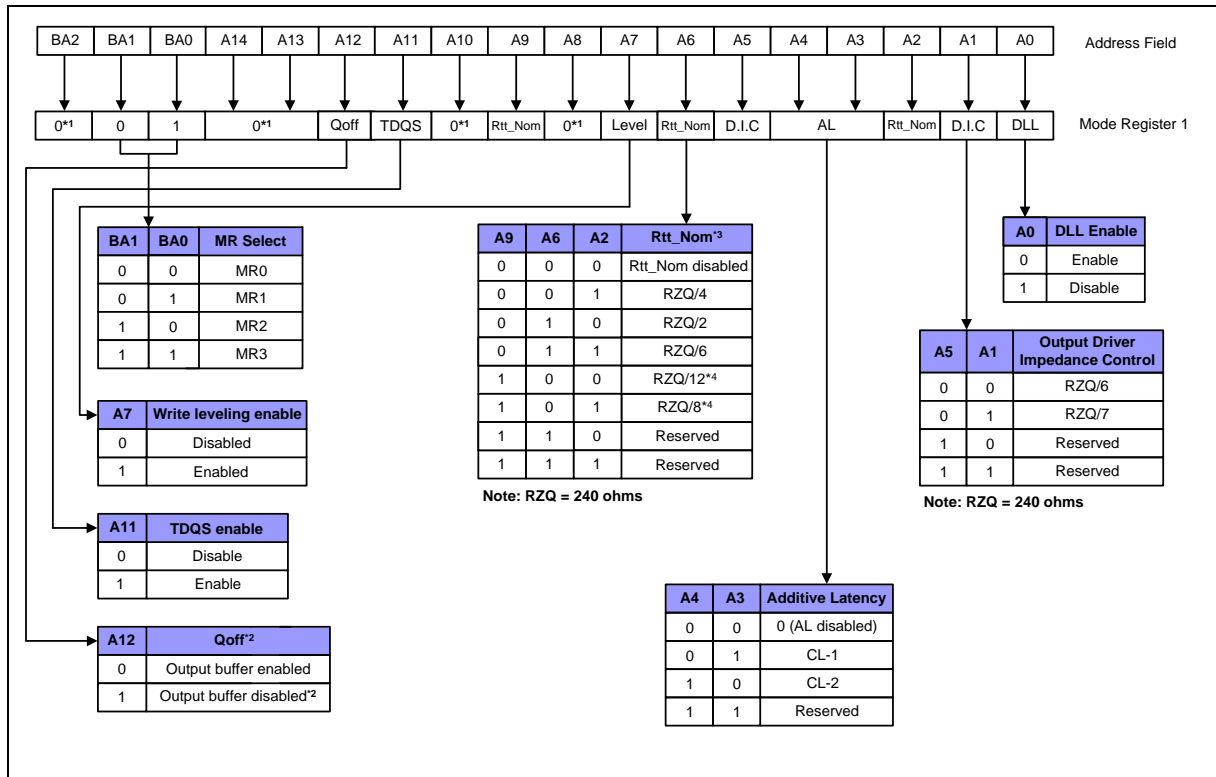 BA2 BA1 BA0 A14 A13 A12 A11 A10 A9 A8 A7 A6 A5 A4 A3 A2 A1 A0 Address Field
0*1 0 1 0*1 Qoff TDQS 0*1 Rtt_Nom 0*1 Level Rtt_Nom D.I.C AL Rtt_Nom D.I.C DLL Mode Register 1
BA1 BA0 MR Select
0 0 MR0
0 1 MR1
1 0 MR2
1 1 MR3
A7 Write leveling enable
0 Disabled
1 Enabled
A11 TDQS enable
0 Disable
1 Enable
A12 Qoff*2
0 Output buffer enabled
1 Output buffer disabled*2
A9 A6 A2 Rtt_Nom*3
0 0 0 Rtt_Nom disabled
0 0 1 RZQ/4
0 1 0 RZQ/2
0 1 1 RZQ/6
1 0 0 RZQ/12*4
1 0 1 RZQ/8*4
1 1 0 Reserved
1 1 1 Reserved
Note: RZQ = 240 ohms
A0 DLL Enable
0 Enable
1 Disable
A5 A1 Output Driver
Impedance Control
0 0 RZQ/6
0 1 RZQ/7
1 0 Reserved
1 1 Reserved
Note: RZQ = 240 ohms
A4 A3 Additive Latency
0 0 0 (AL disabled)
0 1 CL-1
1 0 CL-2
1 1 Reserved